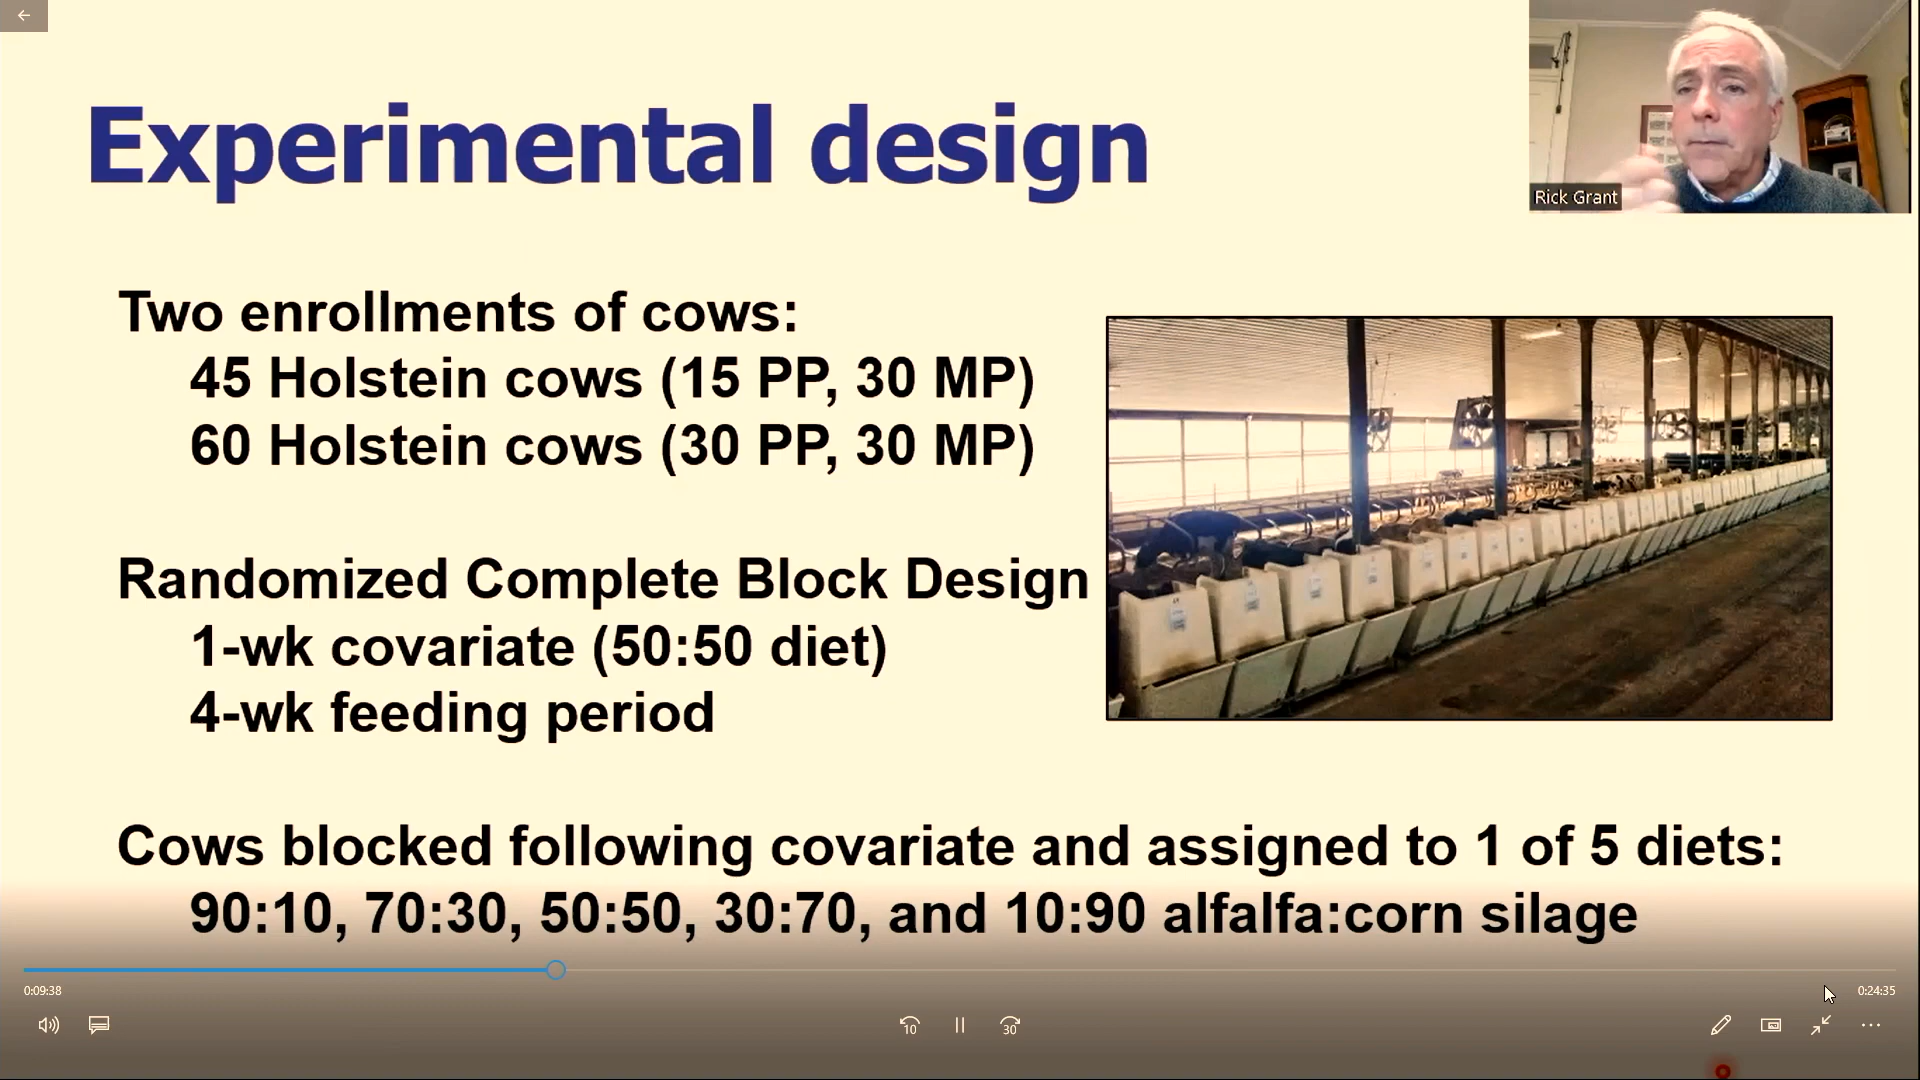 Experimental design
Rick Grant
Two enrollments of cows:
45 Holstein cows (15 PP, 30 MP)
60 Holstein cows (30 PP, 30 MP)
Randomized Complete Block Design
1-wk covariate (50:50 diet)
4-wk feeding period
Cows blocked following covariate and assigned to 1 of 5 diets:
90:10, 70:30, 50:50, 30:70, and 10:90 alfalfa:corn silage
0:09:38
0:24:35
10
30